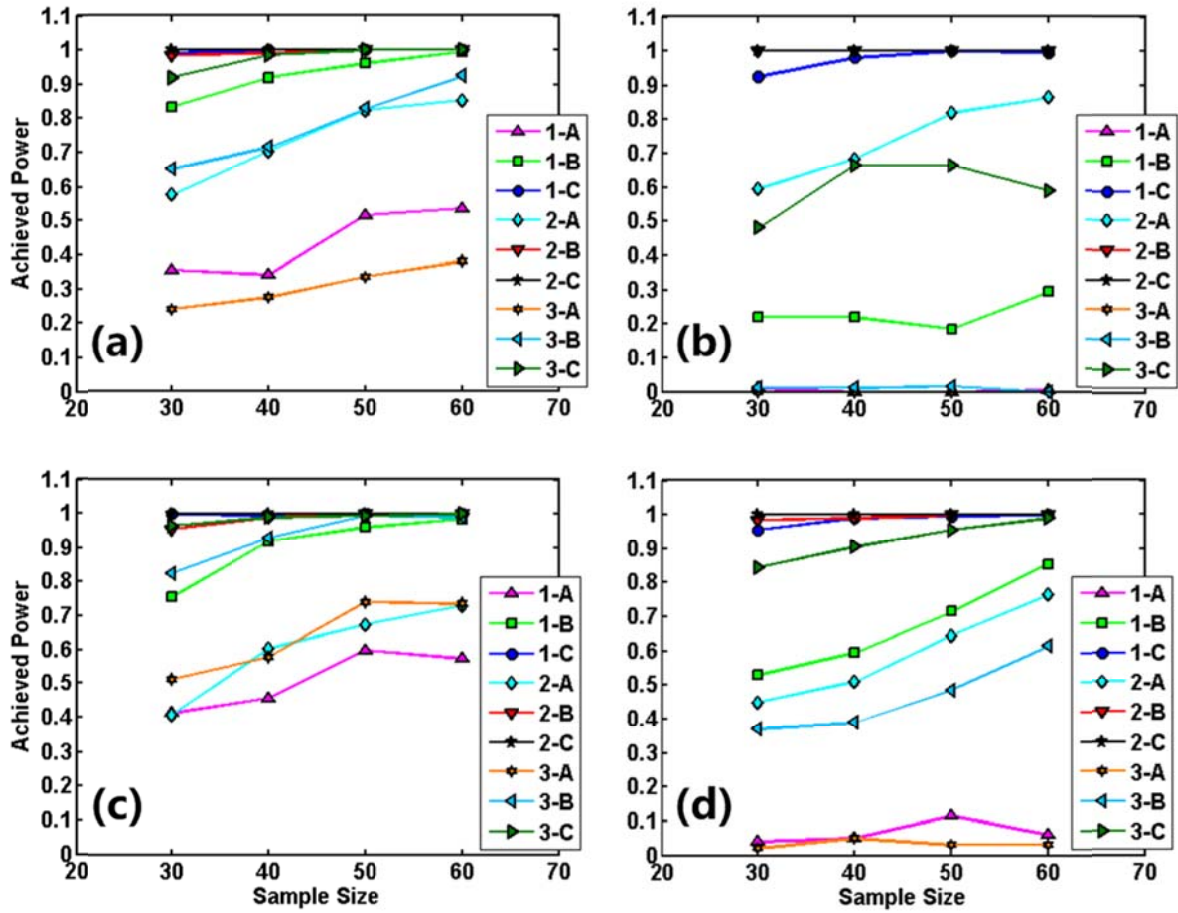 1.1
1
0.9
0.8
0.7
0.6
0.5
0.4
0.3
0.2
0.1
0
Achieved Power
(a)
1-A
1-B
1-C
2-A
2-B
2-C
3-A
3-B
3-C
20 30 40 50 60 70
1.1
1
0.9
0.8
0.7
0.6
0.5
0.4
0.3
0.2
0.1
0
(b)
1-A
1-B
1-C
2-A
2-B
2-C
3-A
3-B
3-C
20 30 40 50 60 70
1.1
1
0.9
0.8
0.7
0.6
0.5
0.4
0.3
0.2
0.1
0
Achieved Power
(c)
1-A
1-B
1-C
2-A
2-B
2-C
3-A
3-B
3-C
20 30 40 50 60 70
Sample Size
1.1
1
0.9
0.8
0.7
0.6
0.5
0.4
0.3
0.2
0.1
0
(d)
1-A
1-B
1-C
2-A
2-B
2-C
3-A
3-B
3-C
20 30 40 50 60 70
Sample Size